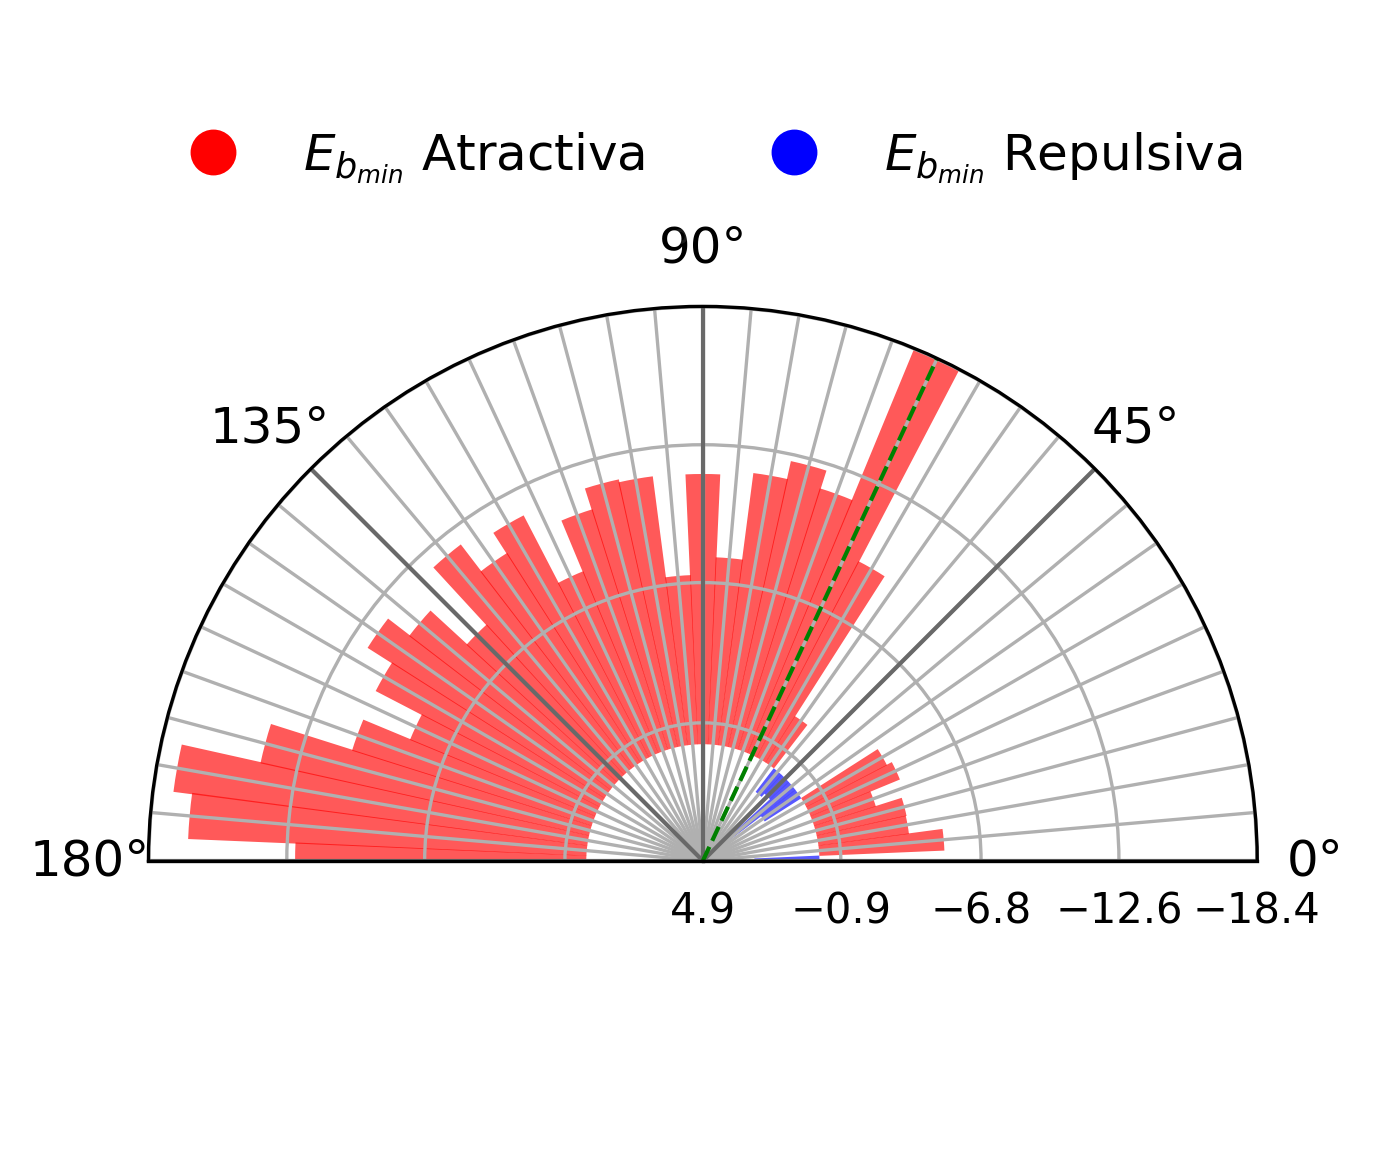 E_{b_{min}} Atractiva E_{b_{min}} Repulsiva
90°
135° 45°
180° 0°
4.9 −0.9 −6.8 −12.6 −18.4